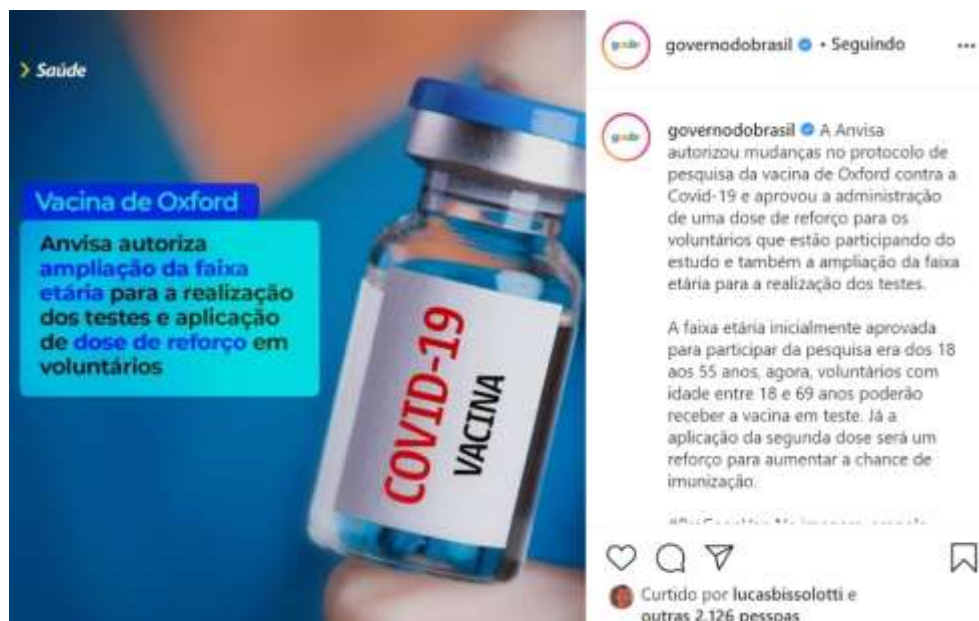 > Saúde
Vacina de Oxford
Anvisa autoriza
ampliação da faixa
etária para a realização
dos testes e aplicação
de dose de reforço em
voluntários
COVID-19
VACINA
governodobrasil • Seguindo
governodobrasil A Anvisa
autorizou mudanças no protocolo de
pesquisa da vacina de Oxford contra a
Covid-19 e aprovou a administração
de uma dose de reforço para os
voluntários que estão participando do
estudo e também a ampliação da faixa
etária para a realização dos testes.
A faixa etária inicialmente aprovada
para participar da pesquisa era dos 18
aos 55 anos, agora, voluntários com
idade entre 18 e 69 anos poderão
receber a vacina em teste. Já a
aplicação da segunda dose será um
reforço para aumentar a chance de
imunização.
Curtido por lucasbissolotti e
outras 2.126 pessoas